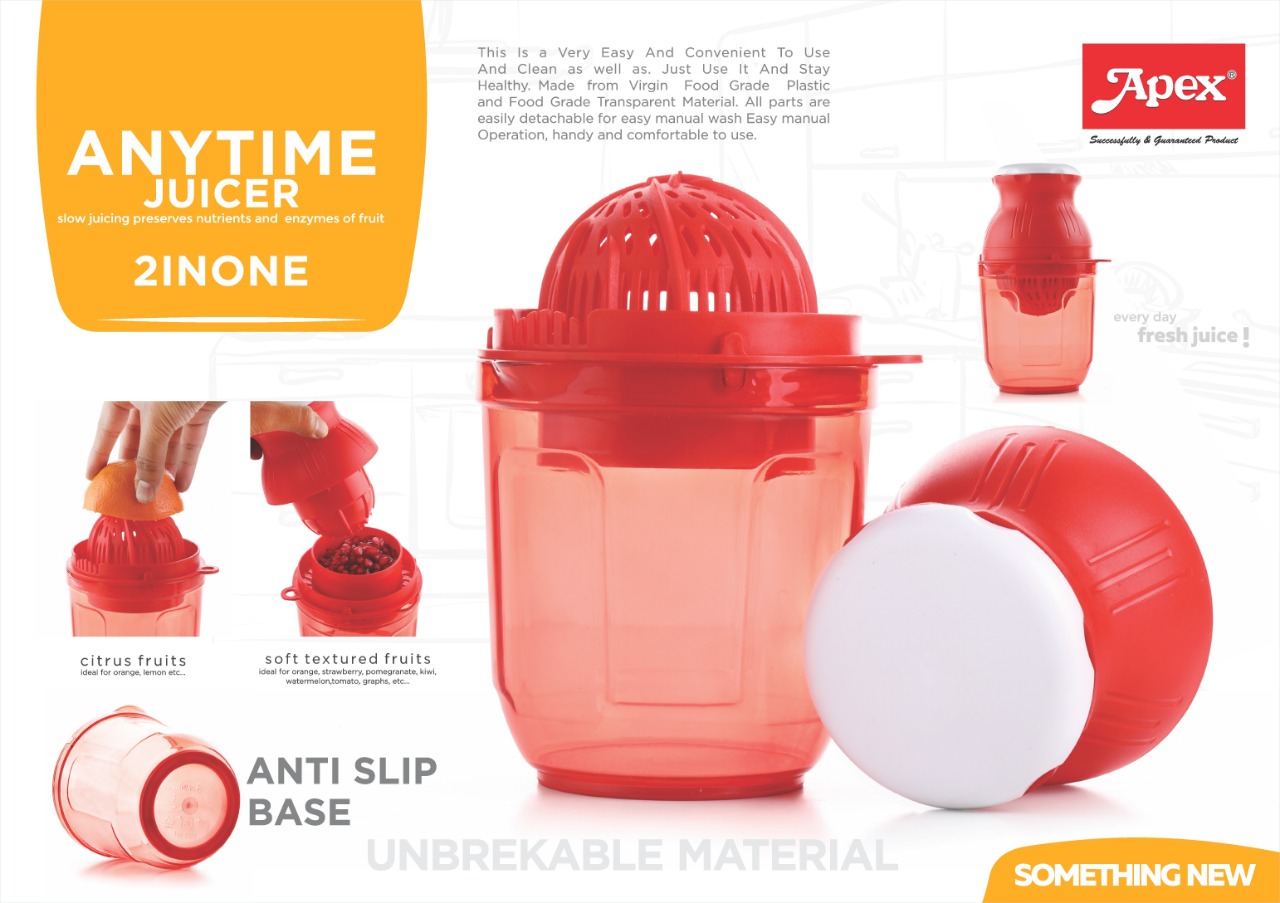 ANYTIME
JUICER
slow juicing preserves nutrients and enzymes of fruit
2INONE
This Is a Very Easy And Convenient To Use
And Clean as well as. Just Use It And Stay
Healthy. Made from Virgin Food Grade Plastic
and Food Grade Transparent Material. All parts are
easily detachable for easy manual wash Easy manual
Operation, handy and comfortable to use.
Apex®
Successfully & Guaranteed Product
every day
fresh juice !
citrus fruits
ideal for orange, lemon etc...
soft textured fruits
ideal for orange, strawberry, pomegranate, kiwi,
watermelon,tomato, graphs, etc...
ANTI SLIP
BASE
UNBREKABLE MATERIAL
SOMETHING NEW